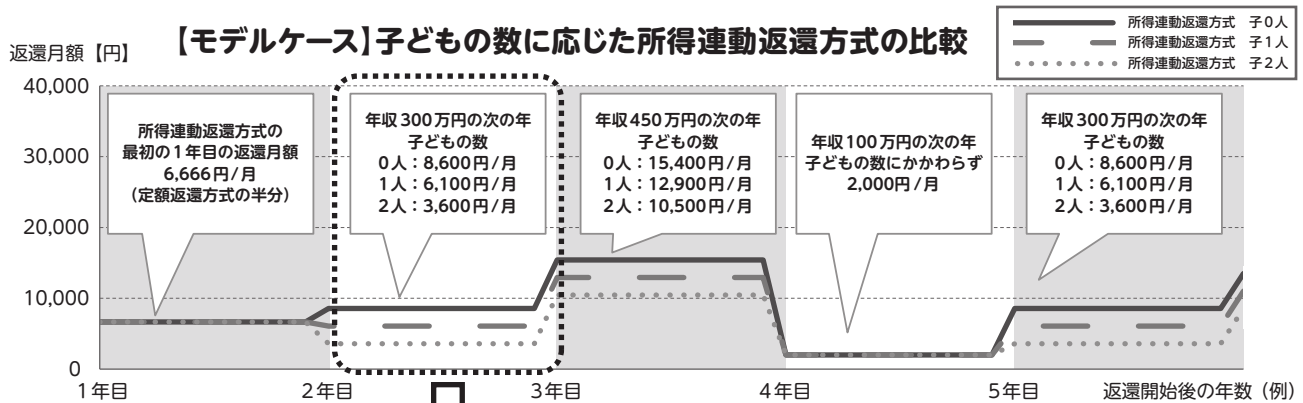 【モデルケース】子どもの数に応じた所得連動返還方式の比較
所得連動返還方式 子0人
所得連動返還方式 子1人
所得連動返還方式 子2人
返還月額【円】
40,000
30,000
20,000
10,000
0
所得連動返還方式の
最初の1年目の返還月額
6,666円/月
(定額返還方式の半分)
年収300万円の次の年
子どもの数
0人:8,600円/月
1人:6,100円/月
2人:3,600円/月
年収450万円の次の年
子どもの数
0人:15,400円/月
1人:12,900円/月
2人:10,500円/月
年収100万円の次の年
子どもの数にかかわらず
2,000円/月
年収300万円の次の年
子どもの数
0人:8,600円/月
1人:6,100円/月
2人:3,600円/月
1年目
2年目
3年目
4年目
5年目
返還開始後の年数(例)